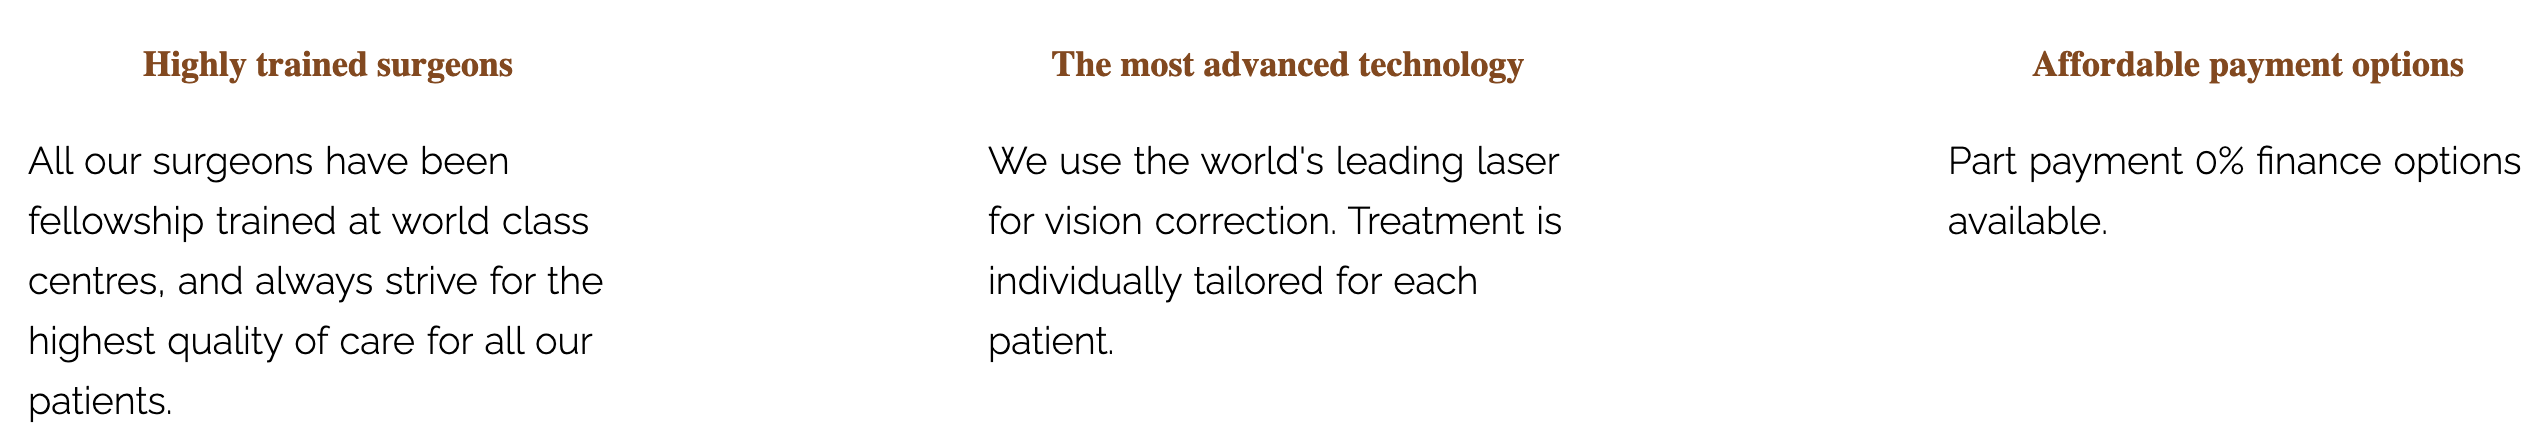 Highly trained surgeons
All our surgeons have been
fellowship trained at world class
centres, and always strive for the
highest quality of care for all our
patients.
The most advanced technology
We use the world's leading laser
for vision correction. Treatment is
individually tailored for each
patient.
Affordable payment options
Part payment 0% finance options
available.